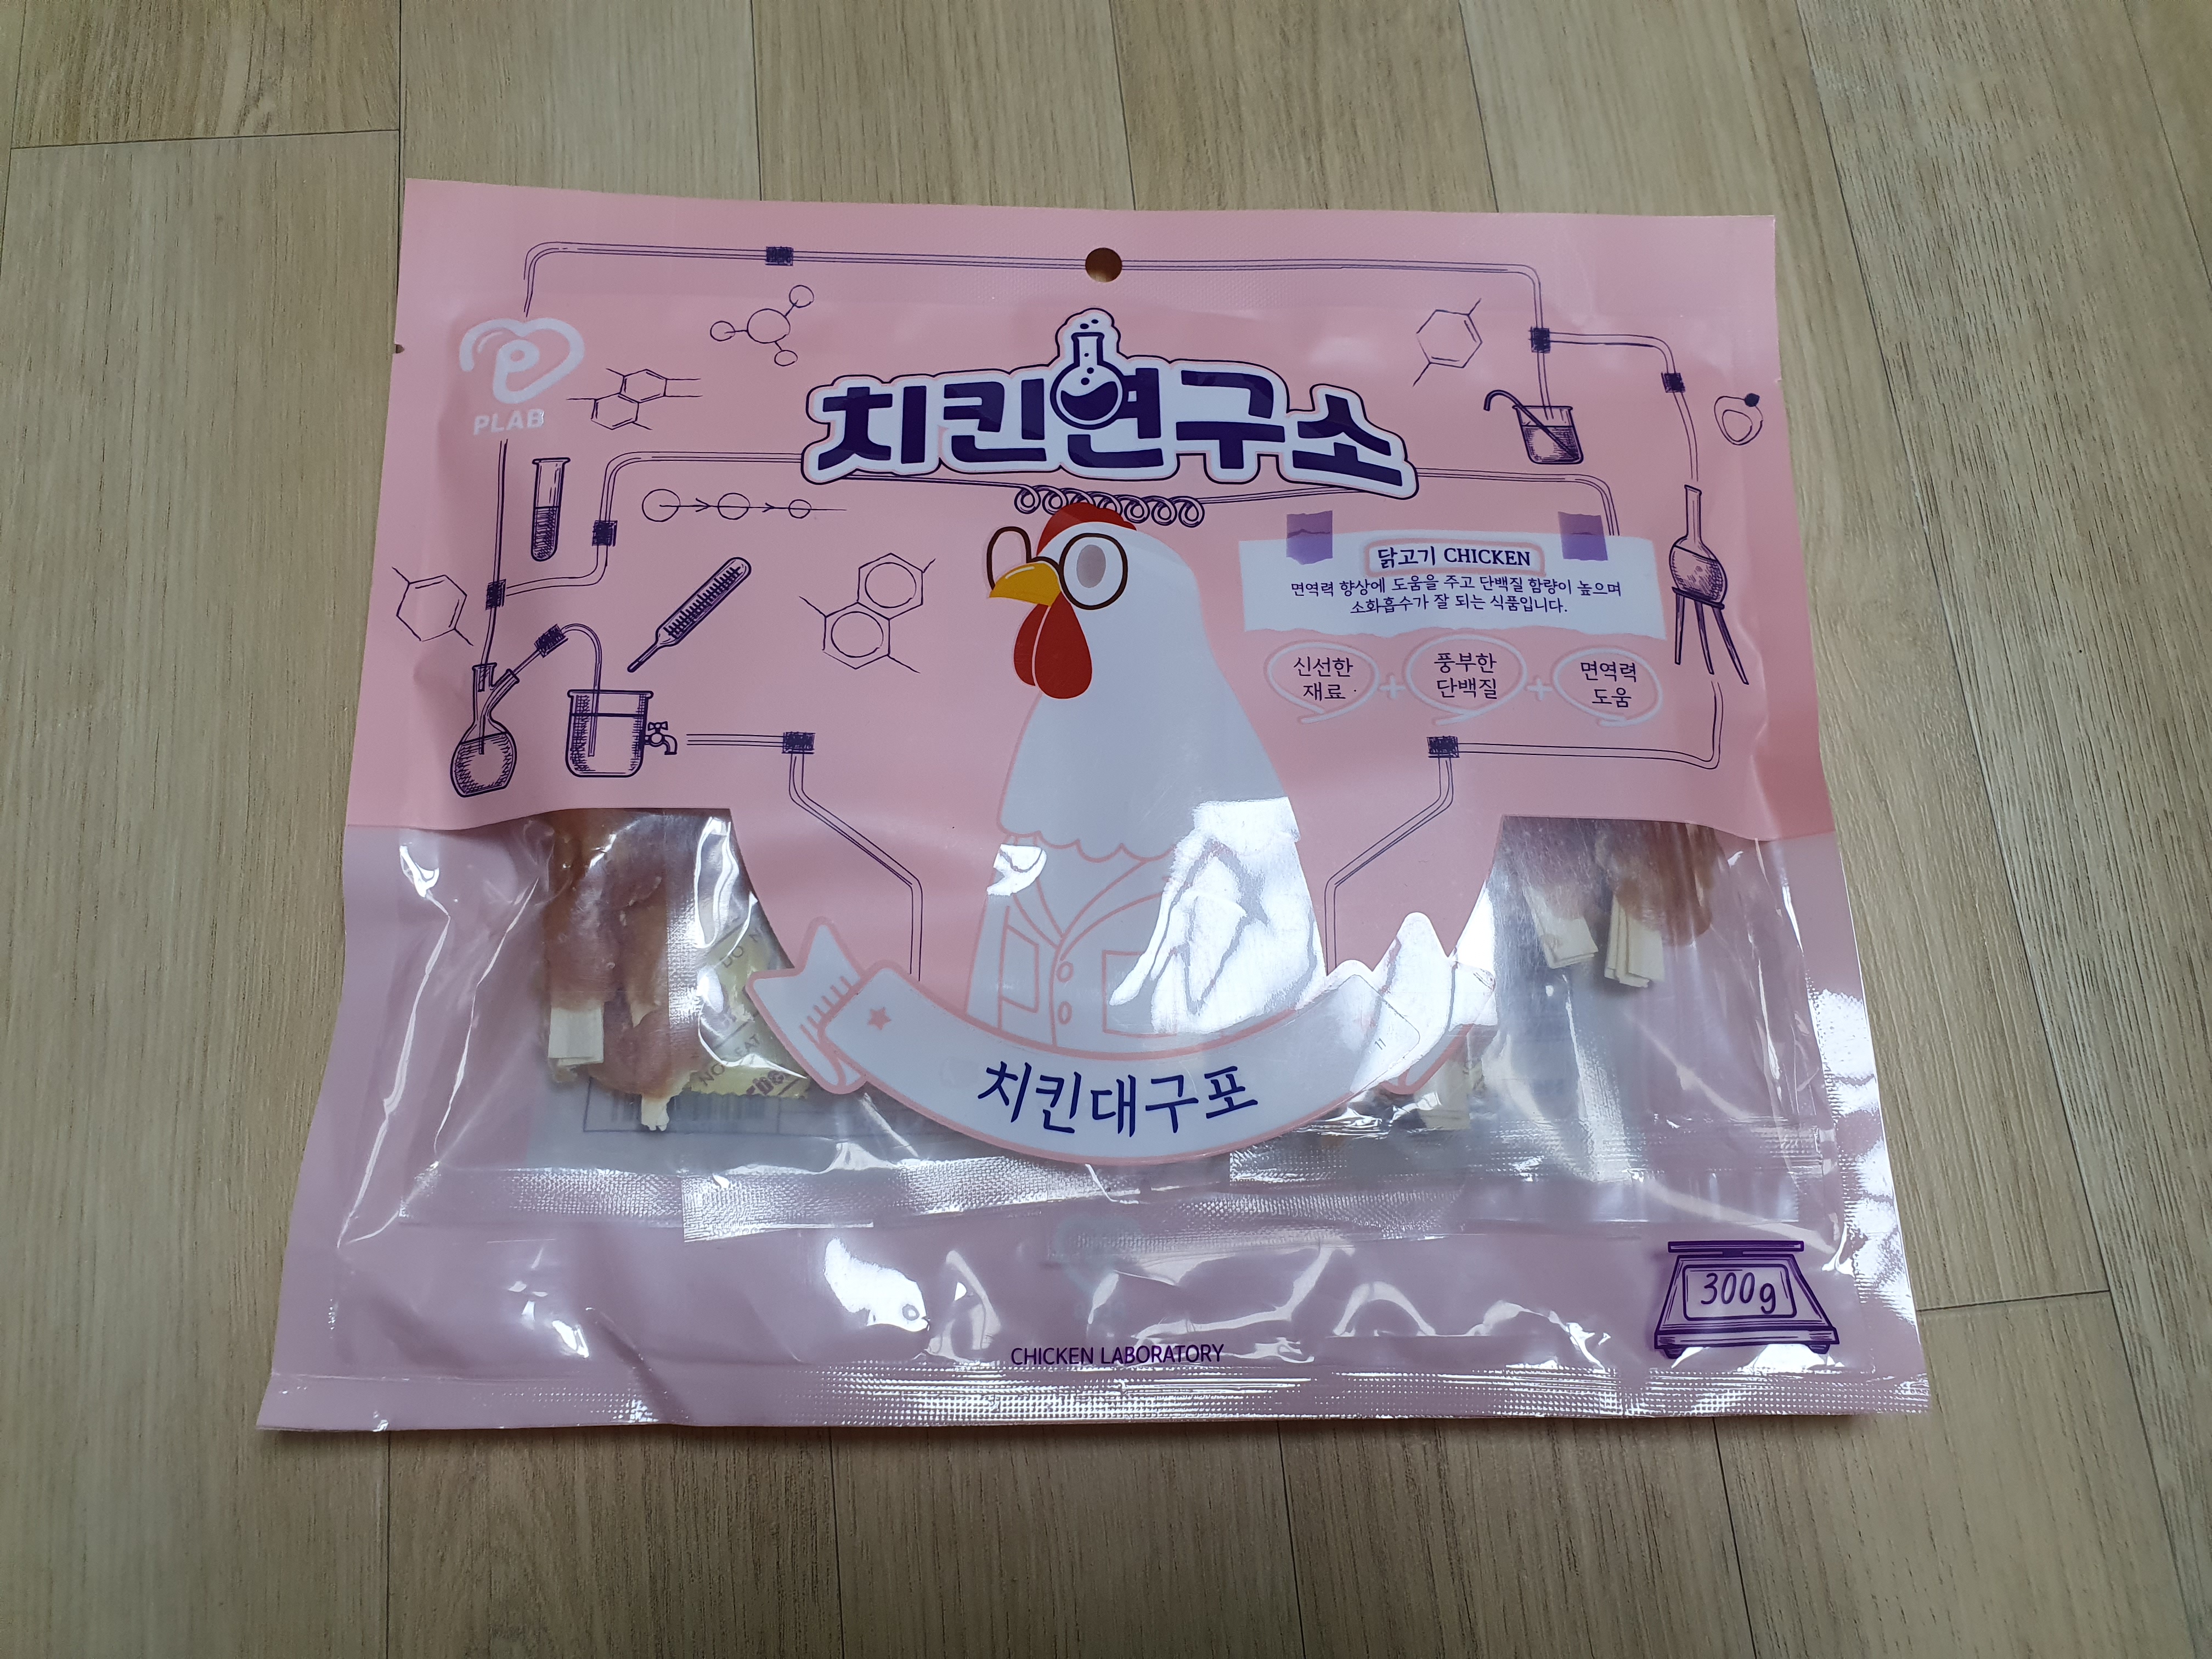 PLAB
치킨연구소
닭고기 CHICKEN
면역력 향상에 도움을 주고 단백질 함량이 높으며
소화흡수가 잘 되는 식품입니다.
신선한
재료
+
풍부한
단백질
+
면역력
도움
치킨대구포
300g
CHICKEN LABORATORY